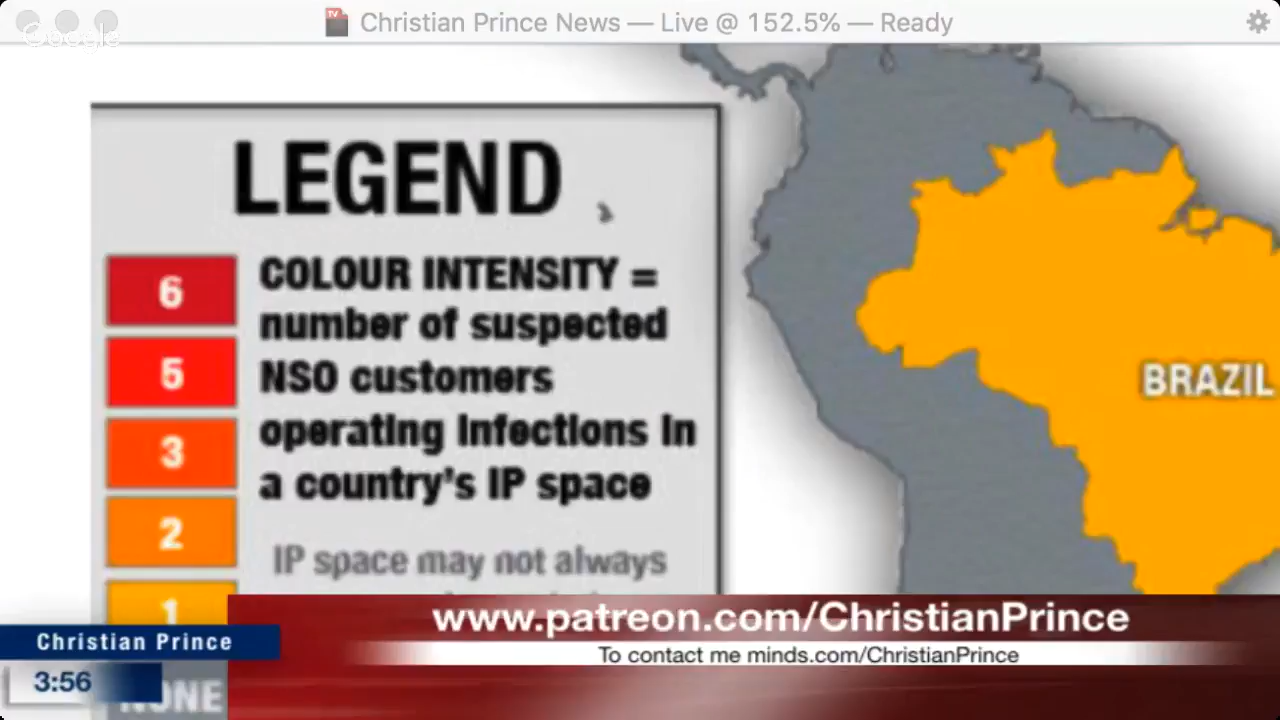 Christian Prince News — Live @ 152.5% — Ready
Google
LEGEND
6
COLOUR INTENSITY =
number of suspected
5
NSO customers
operating infections in
3
a country's IP space
2
IP space may not always
1
BRAZIL
www.patreon.com/ChristianPrince
Christian Prince
To contact me minds.com/ChristianPrince
3:56
NONE